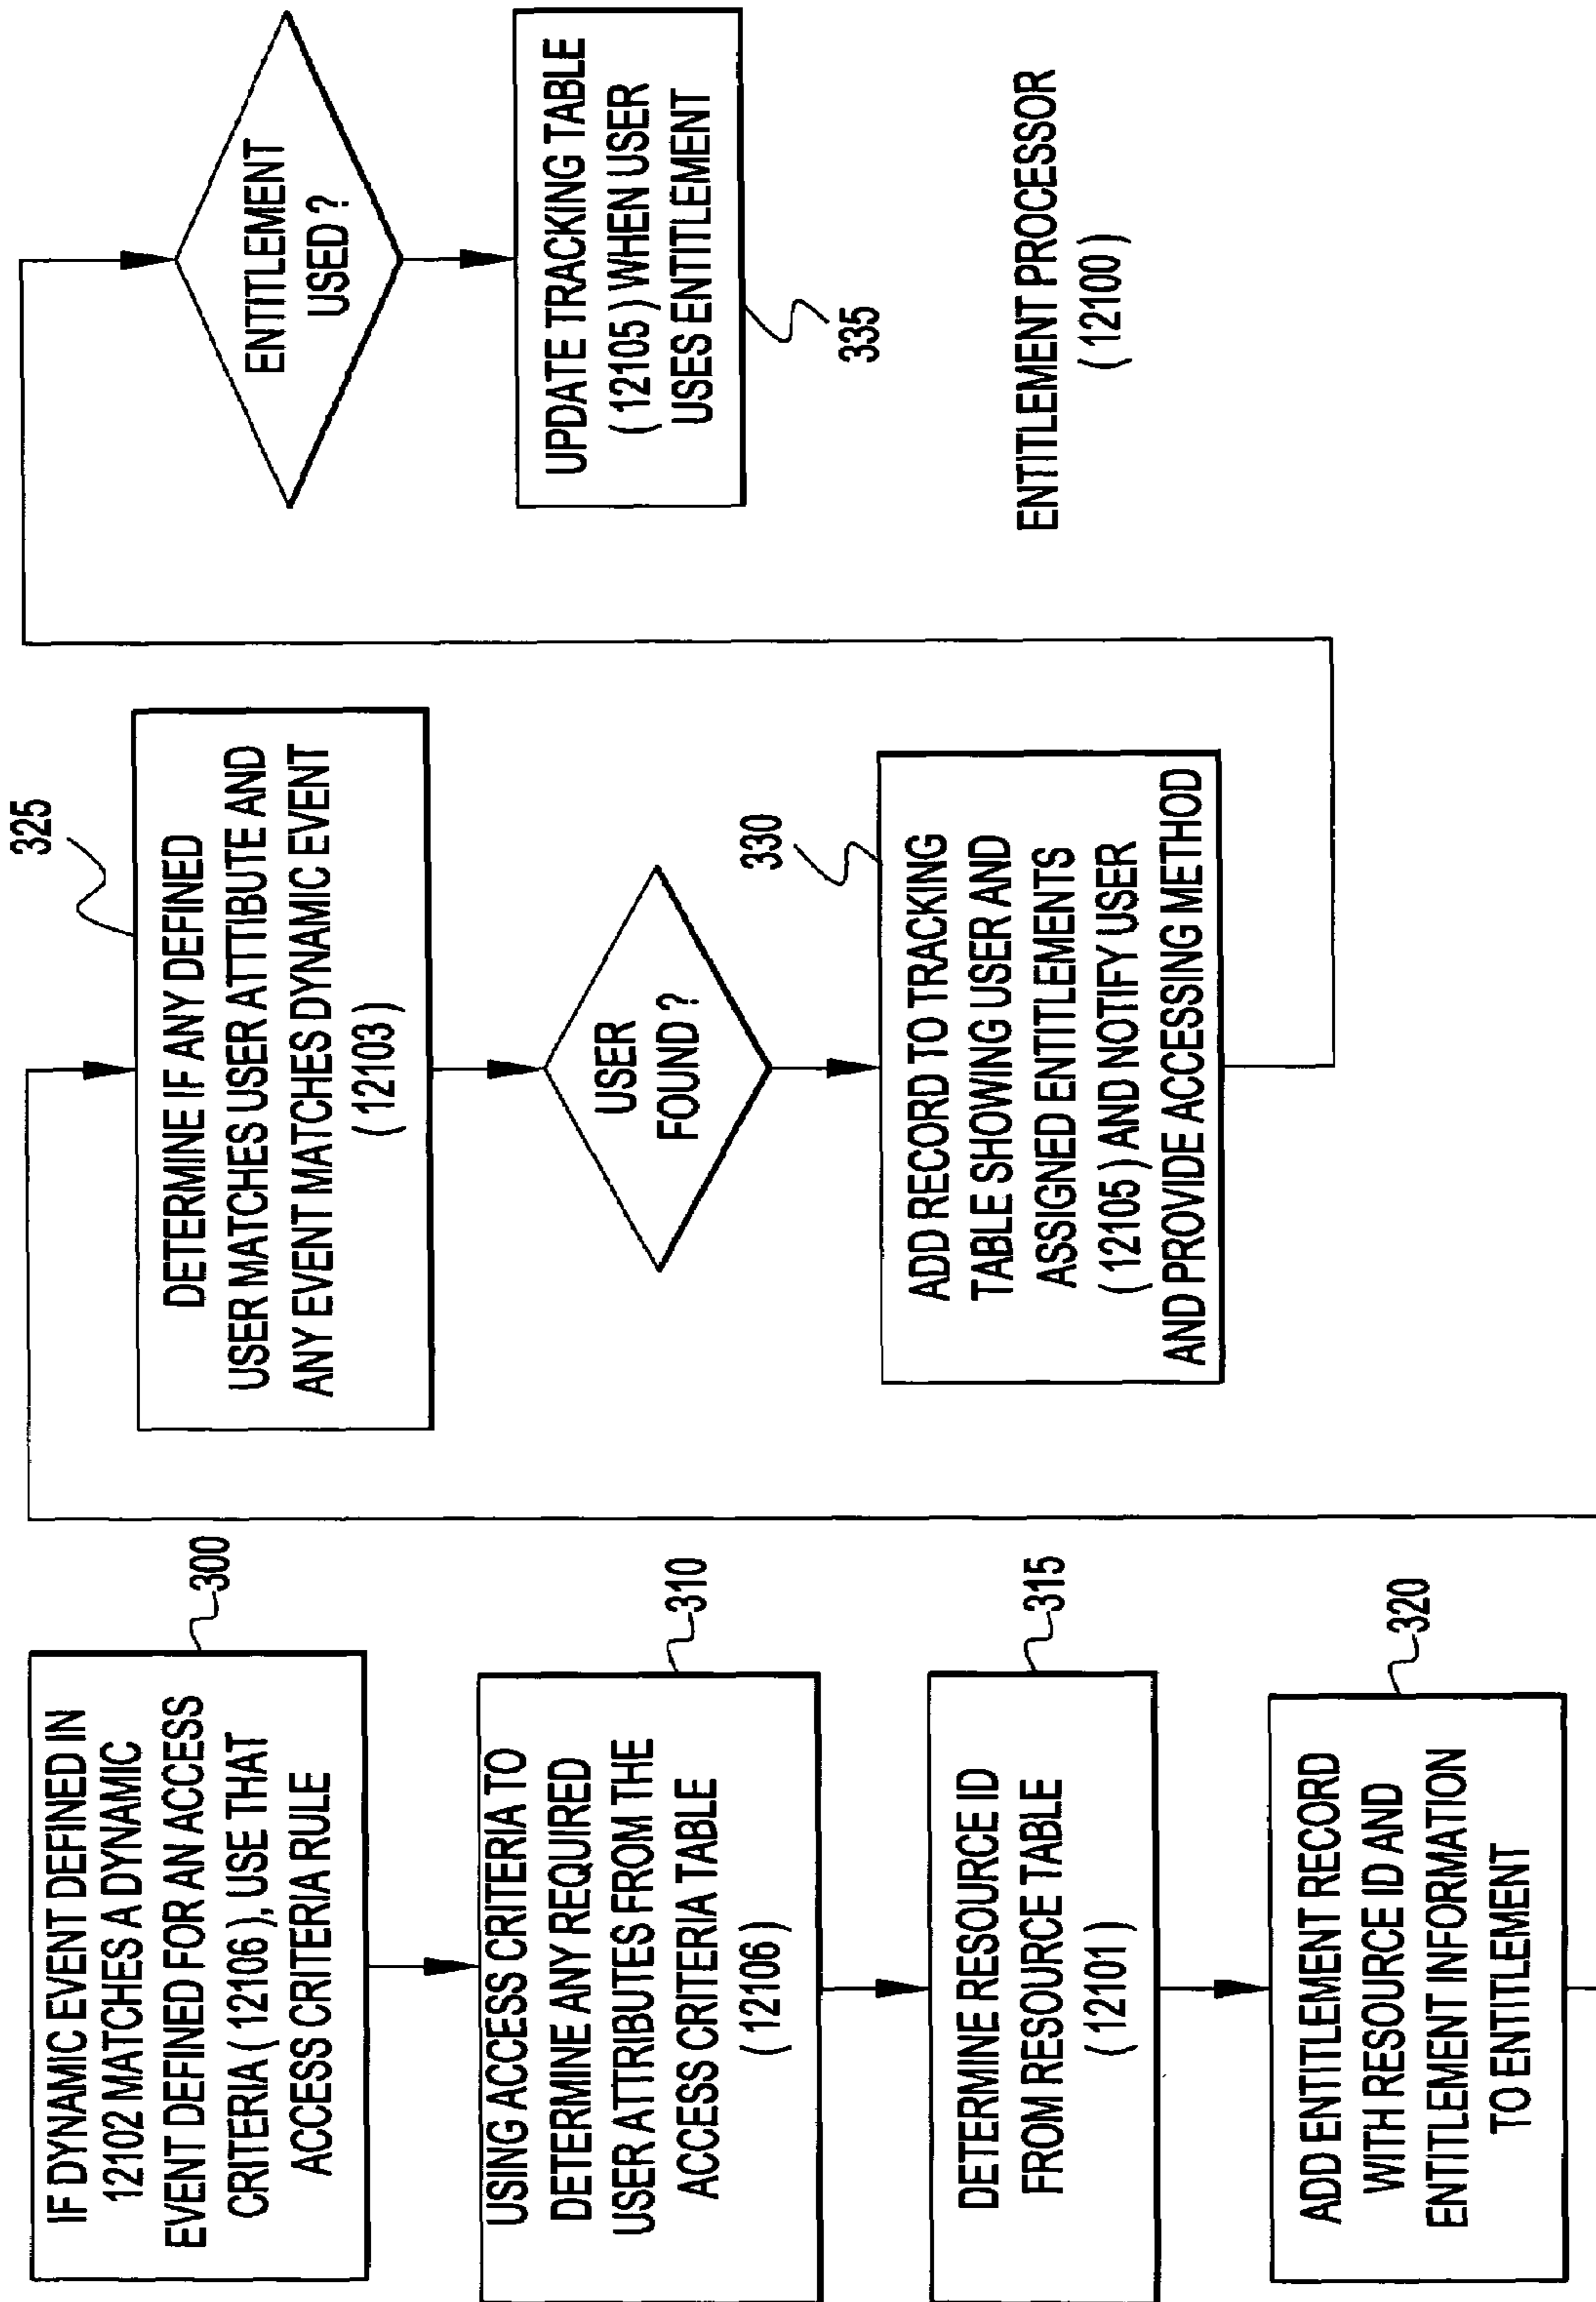 IF DYNAMIC EVENT DEFINED IN
12102 MATCHES A DYNAMIC
EVENT DEFINED FOR AN ACCESS
CRITERIA (12106), USE THAT
ACCESS CRITERIA RULE
300
USING ACCESS CRITERIA TO
DETERMINE ANY REQUIRED
USER ATTRIBUTES FROM THE
ACCESS CRITERIA TABLE
(12106)
310
DETERMINE RESOURCE ID
FROM RESOURCE TABLE
(12101)
315
ADD ENTITLEMENT RECORD
WITH RESOURCE ID AND
ENTITLEMENT INFORMATION
TO ENTITLEMENT
320
325
DETERMINE IF ANY DEFINED
USER MATCHES USER ATTIBUTE AND
ANY EVENT MATCHES DYNAMIC EVENT
(12103)
USER
FOUND ?
330
ADD RECORD TO TRACKING
TABLE SHOWING USER AND
ASSIGNED ENTITLEMENTS
(12105) AND NOTIFY USER
AND PROVIDE ACCESSING METHOD
ENTITLEMENT
USED ?
UPDATE TRACKING TABLE
(12105) WHEN USER
USES ENTITLEMENT
335
ENTITLEMENT PROCESSOR
(12100)